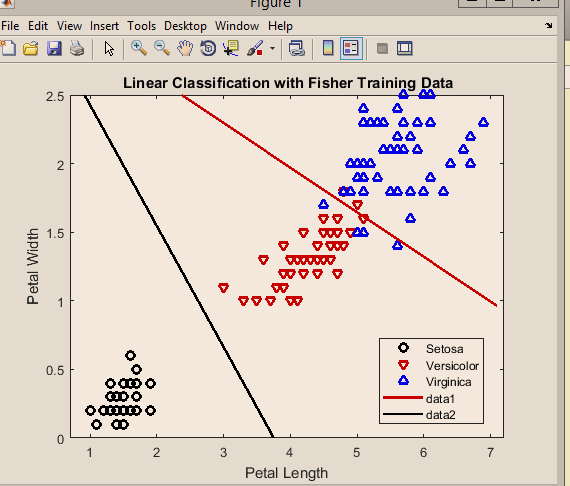 Figure 1
File Edit View Insert Tools Desktop Window Help
Linear Classification with Fisher Training Data
2.5
2
1.5
1
0.5
0
Petal Width
1 2 3 4 5 6 7
Petal Length
Setosa
Versicolor
Virginica
data1
data2